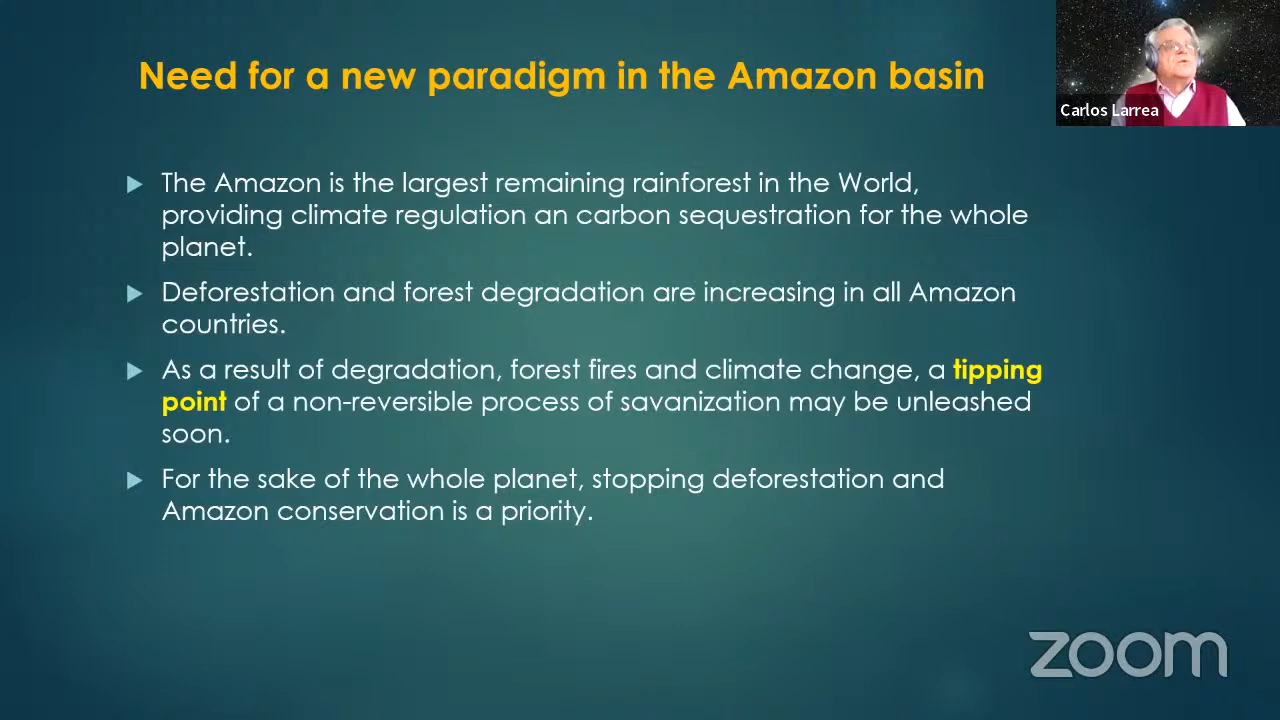 Need for a new paradigm in the Amazon basin
Carlos Larrea
The Amazon is the largest remaining rainforest in the World,
providing climate regulation an carbon sequestration for the whole
planet.
Deforestation and forest degradation are increasing in all Amazon
countries.
As a result of degradation, forest fires and climate change, a tipping
point of a non-reversible process of savanization may be unleashed
soon.
For the sake of the whole planet, stopping deforestation and
Amazon conservation is a priority.
zoom